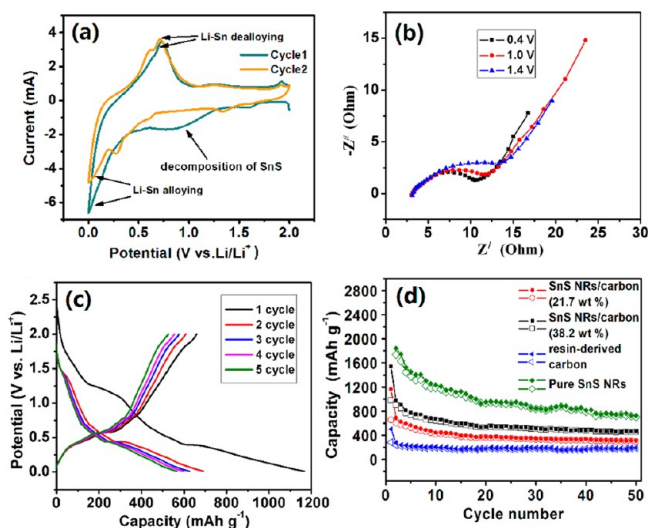 (a)
Li-Sn dealloying
Cycle1
Cycle2
decomposition of SnS
Li-Sn alloying
Current (mA)
4
2
0
-2
-4
-6
0.0 0.5 1.0 1.5 2.0
Potential (V vs.Li/Li+)
(b)
0.4 V
1.0 V
1.4 V
-Z// (Ohm)
15
10
5
0
0 5 10 15 20 25 30
Z/ (Ohm)
(c)
1 cycle
2 cycle
3 cycle
4 cycle
5 cycle
Potential (V vs. Li/Li+)
2.5
2.0
1.5
1.0
0.5
0.0
0 200 400 600 800 1000 1200
Capacity (mAh g-1)
(d)
SnS NRs/carbon
(21.7 wt %)
SnS NRs/carbon
(38.2 wt %)
resin-derived
carbon
Pure SnS NRs
Capacity (mAh g-1)
2800
2400
2000
1600
1200
800
400
0
0 10 20 30 40 50
Cycle number